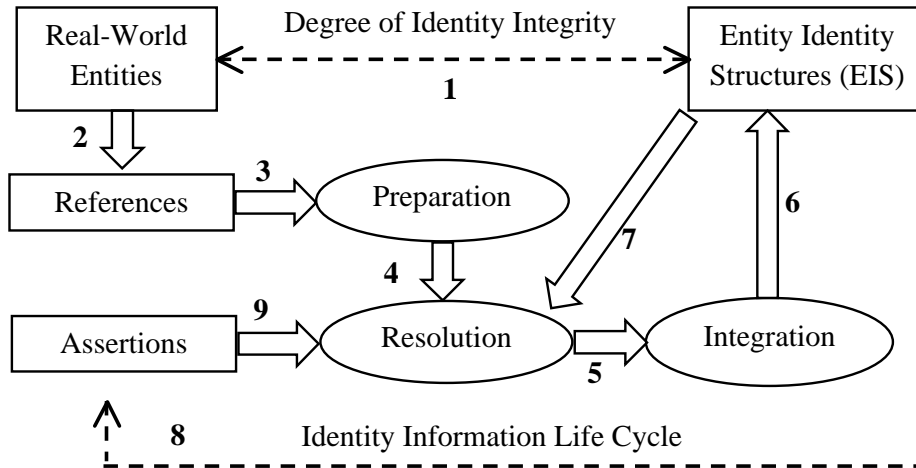 Real-World
Entities
Degree of Identity Integrity
1
Entity Identity
Structures (EIS)
2
References
3
Preparation
4
7
6
Assertions
9
Resolution
5
Integration
8
Identity Information Life Cycle